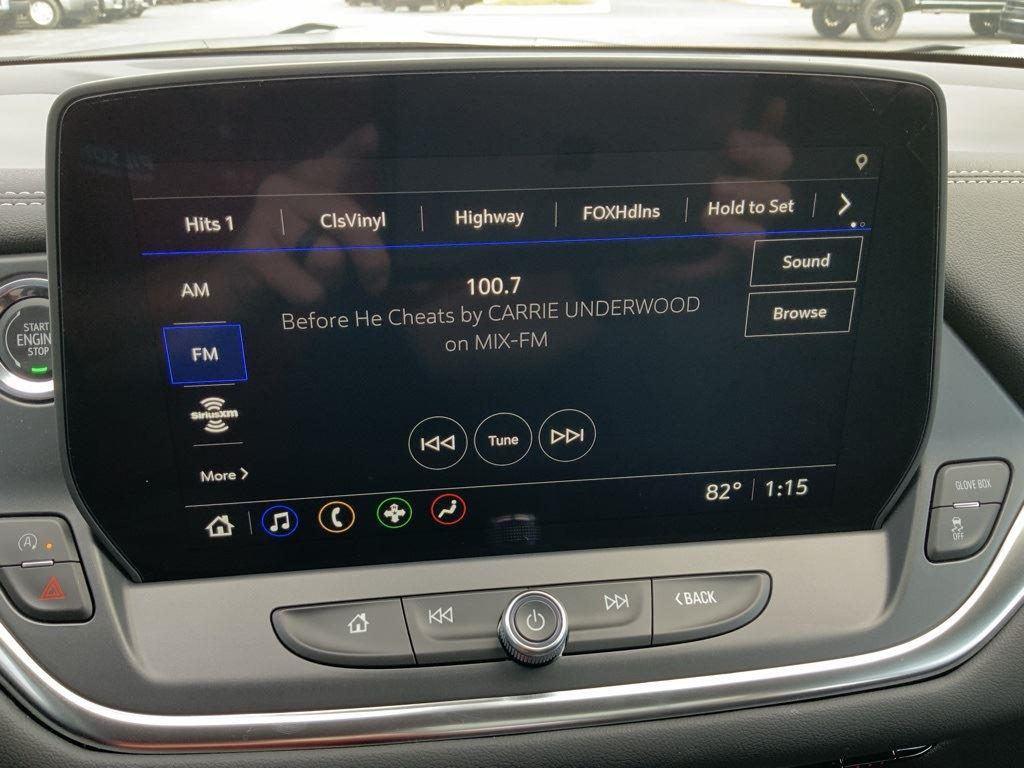 Hits 1 ClsVinyl Highway FOXHdlns Hold to Set
AM
FM
SiriusXM
More
100.7
Before He Cheats by CARRIE UNDERWOOD
on MIX-FM
Sound
Browse
Tune
82° 1:15
START
ENGINE
STOP
A
GLOVE BOX
OFF
BACK